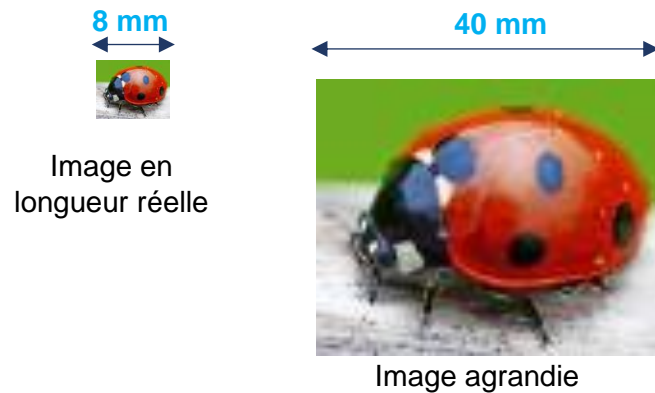 8 mm
40 mm
Image en
longueur réelle
Image agrandie